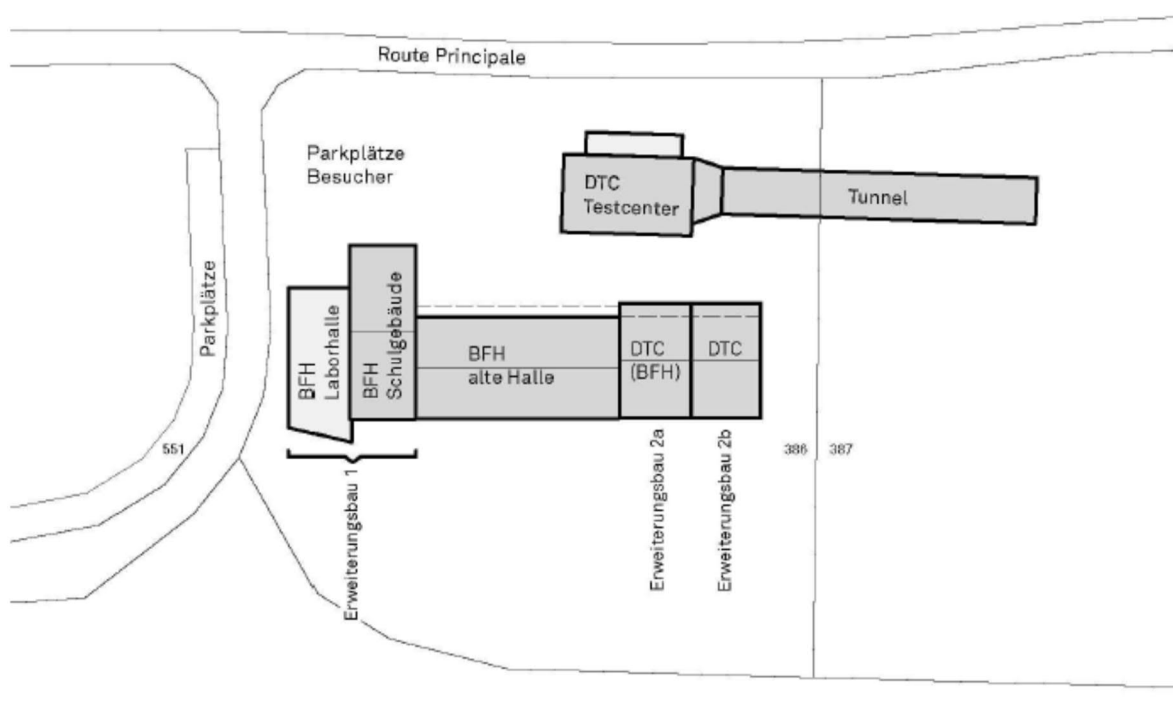 Route Principale
Parkplätze
Besucher
DTC
Testcenter
Tunnel
Parkplätze
BFH
Laborhalle
BFH
Schulgebäude
BFH
alte Halle
DTC
(BFH)
DTC
551
386
387
Erweiterungsbau 1
Erweiterungsbau 2a
Erweiterungsbau 2b